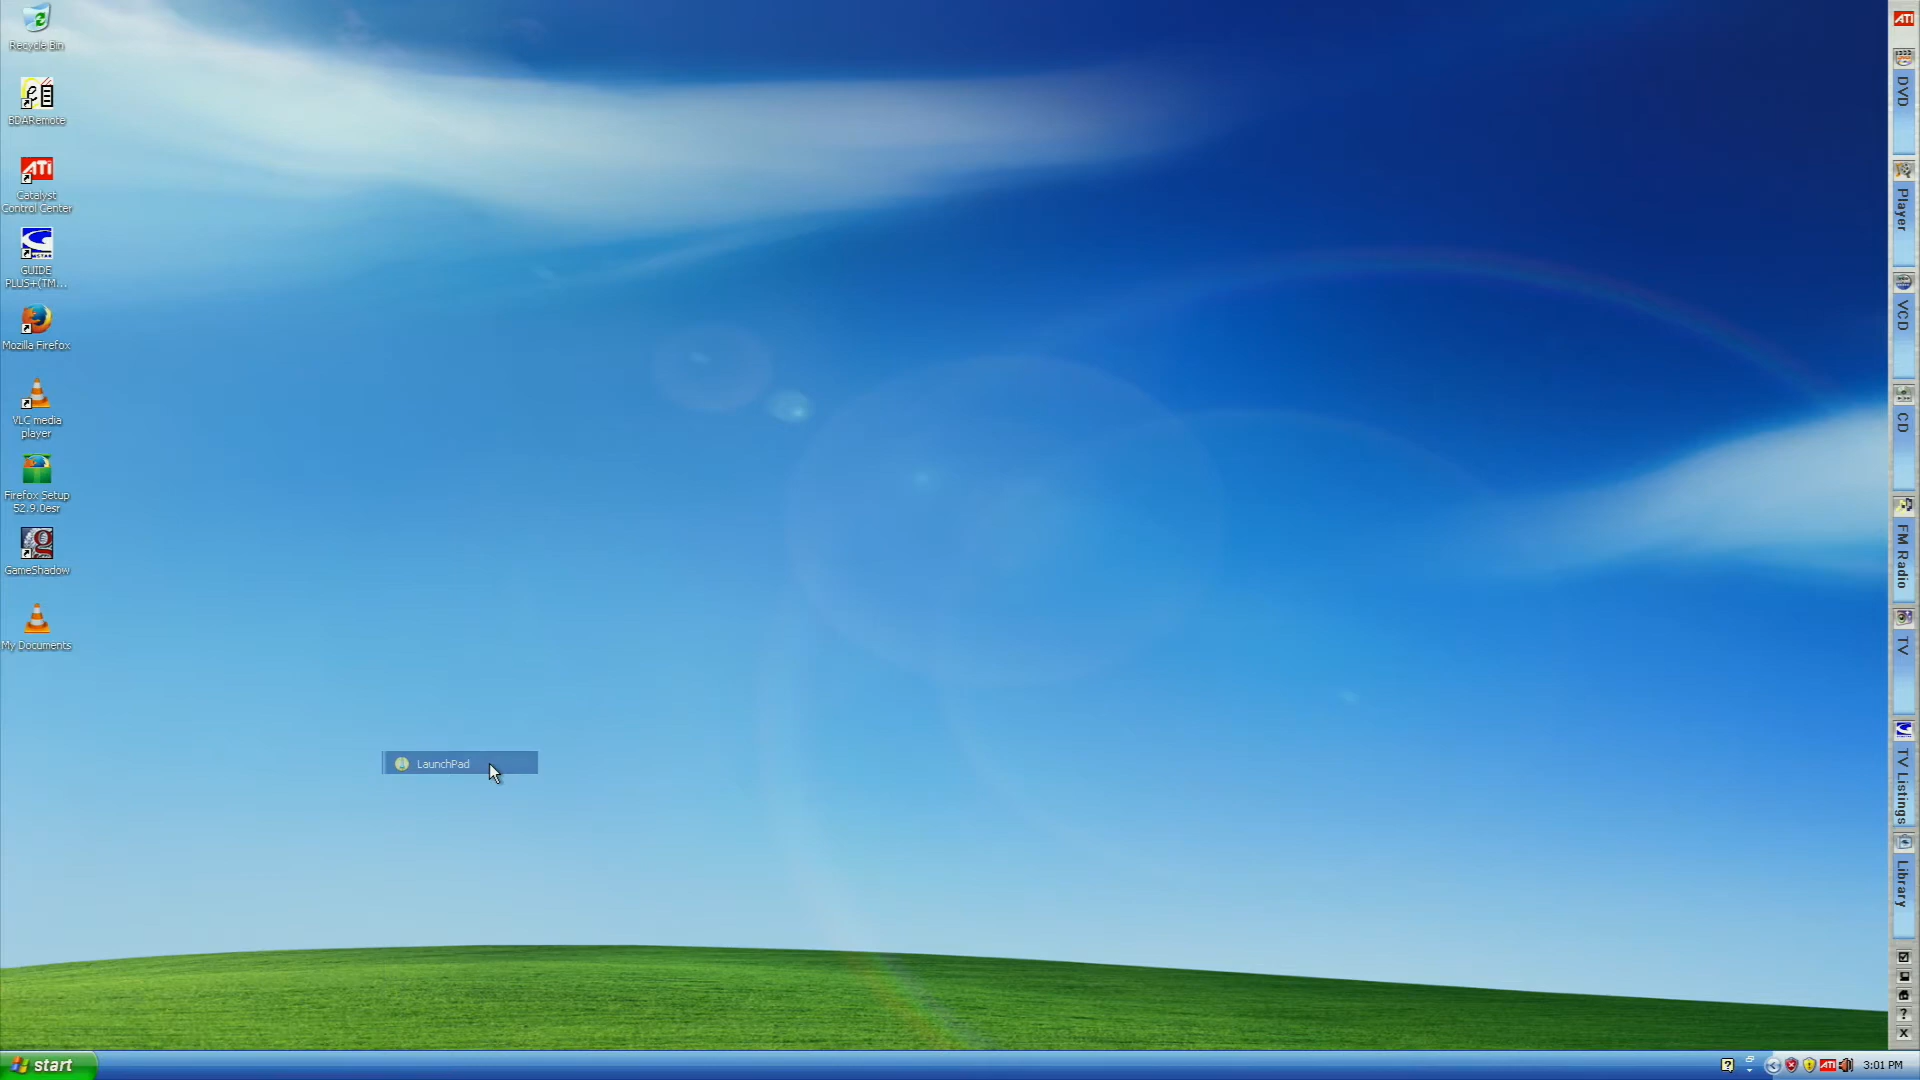 Recycle Bin
BDARemote
ATI
Catalyst
Control Center
GUIDE
PLUS+(TM...
Mozilla Firefox
VLC media
player
Firefox Setup
52.9.0esr
g
GameShadow
My Documents
LaunchPad
ATI
DVD
Player
VCD
CD
FM Radio
TV
TV Listings
Library
?
X
start
?
ATI
3:01 PM